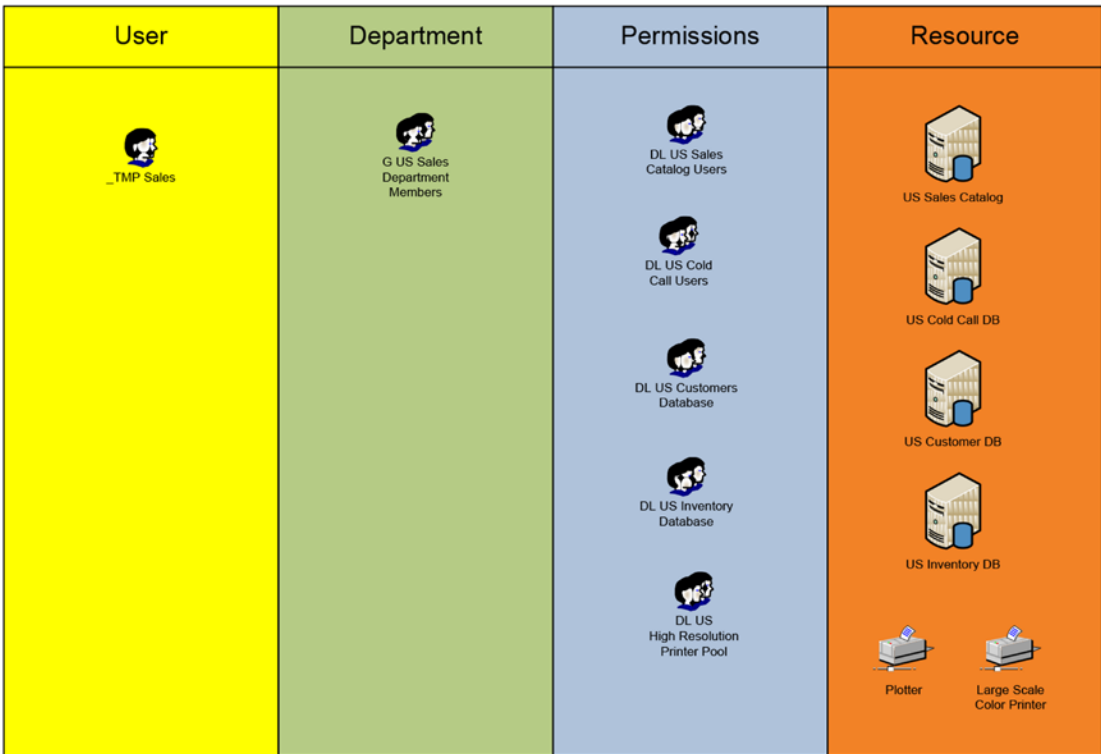 User
Department
Permissions
Resource
_TMP Sales
G US Sales
Department
Members
DL US Sales
Catalog Users
DL US Cold
Call Users
DL US Customers
Database
DL US Inventory
Database
DL US
High Resolution
Printer Pool
US Sales Catalog
US Cold Call DB
US Customer DB
US Inventory DB
Plotter
Large Scale
Color Printer